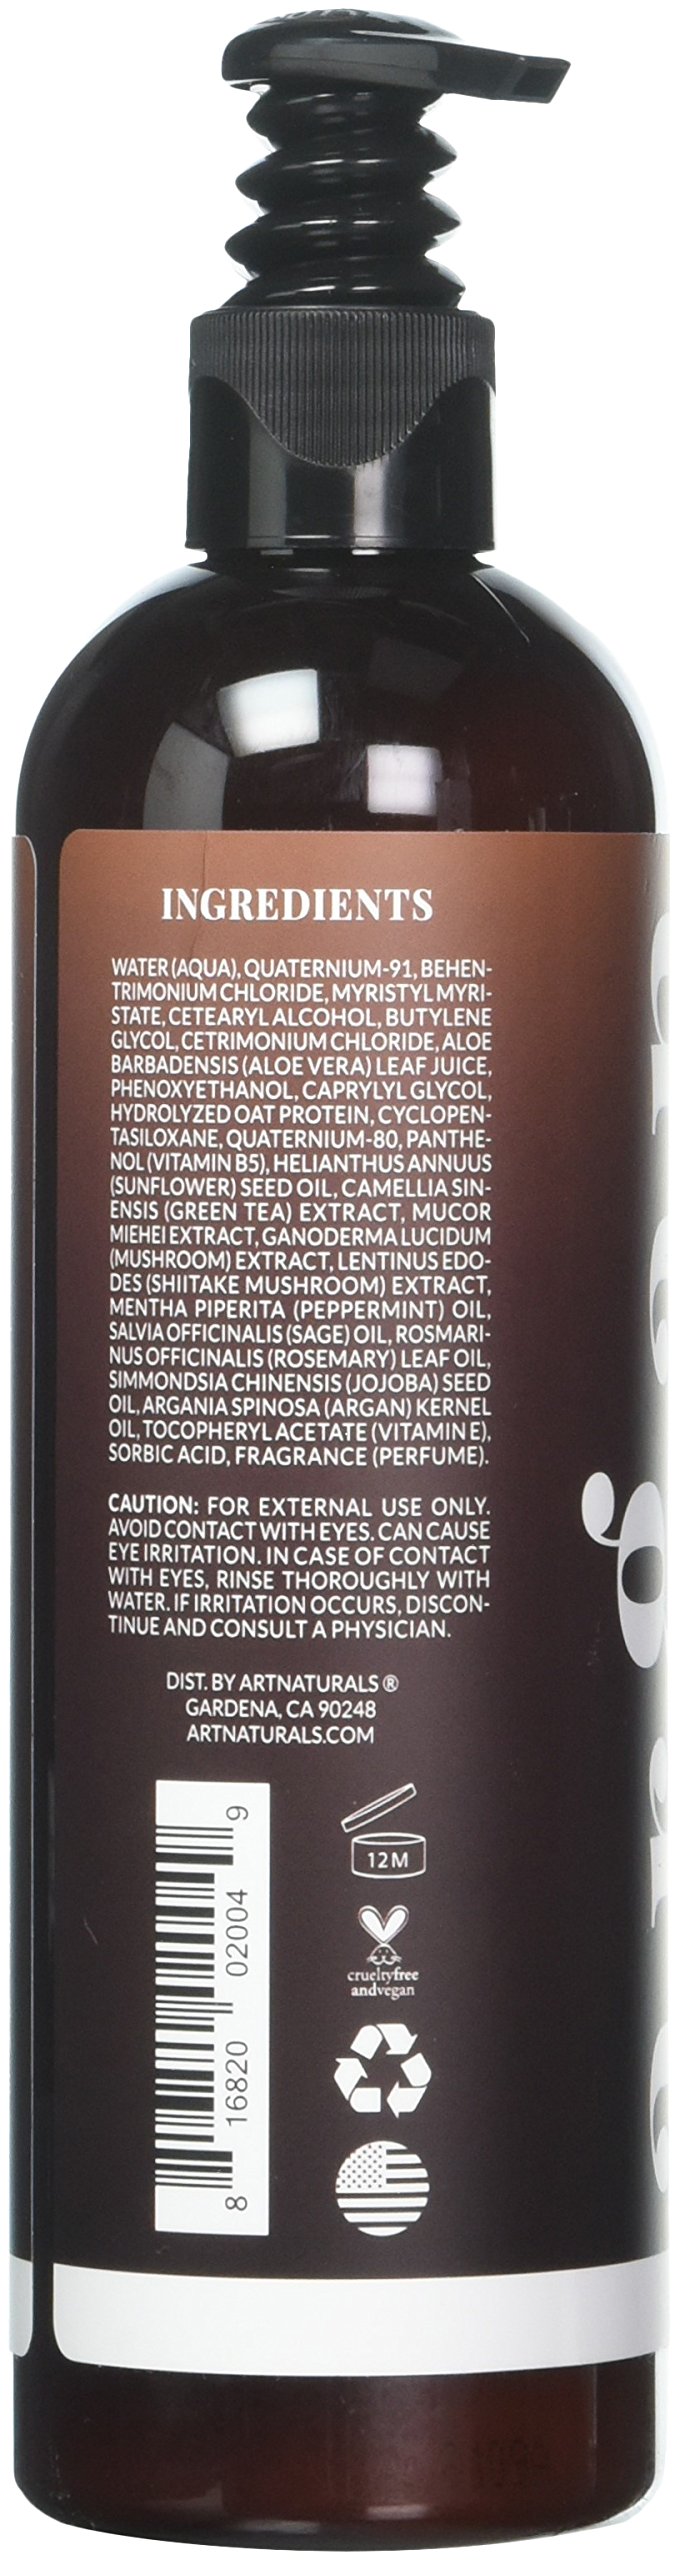 INGREDIENTS
WATER (AQUA), QUATERNIUM-91, BEHEN-
TRIMONIUM CHLORIDE, MYRISTYL MYRI-
STATE, CETEARYL ALCOHOL, BUTYLENE
GLYCOL, CETRIMONIUM CHLORIDE, ALOE
BARBADENSIS (ALOE VERA) LEAF JUICE,
PHENOXYETHANOL, CAPRYLYL GLYCOL,
HYDROLYZED OAT PROTEIN, CYCLOPEN-
TASILOXANE, QUATERNIUM-80, PANTHE-
NOL (VITAMIN B5), HELIANTHUS ANNUUS
(SUNFLOWER) SEED OIL, CAMELLIA SIN-
ENSIS (GREEN TEA) EXTRACT, MUCOR
MIEHEI EXTRACT, GANODERMA LUCIDUM
(MUSHROOM) EXTRACT, LENTINUS EDO-
DES (SHIITAKE MUSHROOM) EXTRACT,
MENTHA PIPERITA (PEPPERMINT) OIL,
SALVIA OFFICINALIS (SAGE) OIL, ROSMARI-
NUS OFFICINALIS (ROSEMARY) LEAF OIL,
SIMMONDSIA CHINENSIS (JOJOBA) SEED
OIL, ARGANIA SPINOSA (ARGAN) KERNEL
OIL, TOCOPHERYL ACETATE (VITAMIN E),
SORBIC ACID, FRAGRANCE (PERFUME).
CAUTION: FOR EXTERNAL USE ONLY.
AVOID CONTACT WITH EYES. CAN CAUSE
EYE IRRITATION. IN CASE OF CONTACT
WITH EYES, RINSE THOROUGHLY WITH
WATER. IF IRRITATION OCCURS, DISCON-
TINUE AND CONSULT A PHYSICIAN.
DIST. BY ARTNATURALS ®
GARDENA, CA 90248
ARTNATURALS.COM
8 16820 02004 9
12M
crueltyfree
andvegan